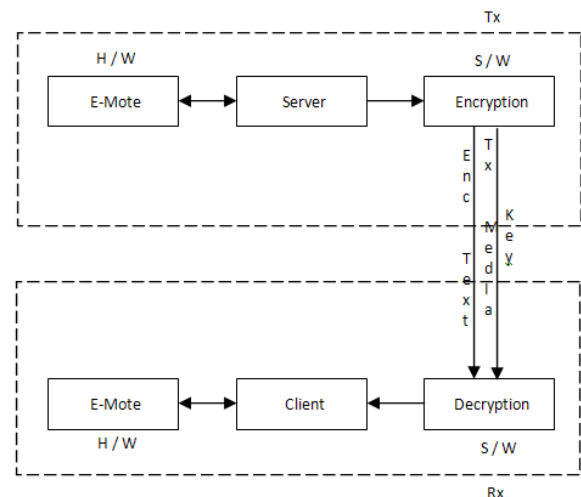 Tx
H / W
S / W
E-Mote
Server
Encryption
Enc Text
Tx Media
Key
E-Mote
Client
Decryption
H / W
S / W
Rx